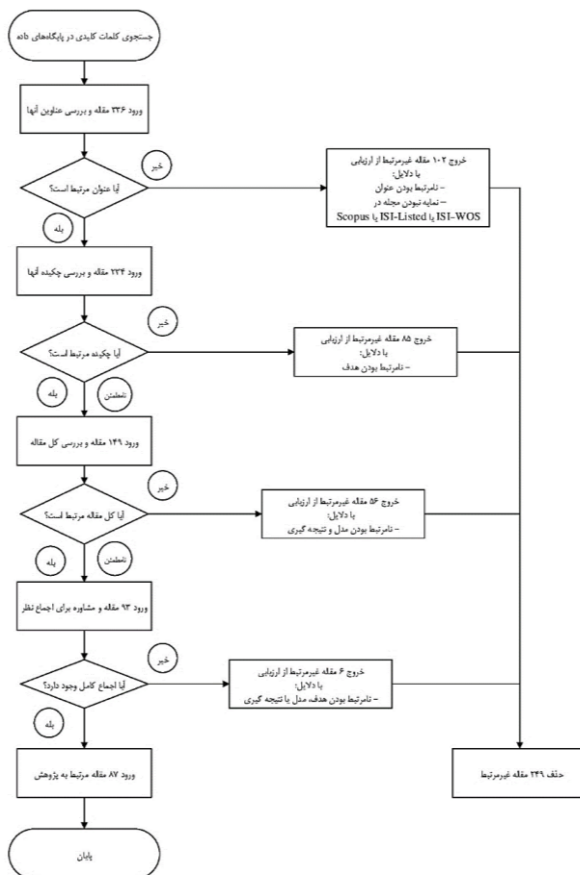 جستجوی کلمات کلیدی در پایگاه‌های داده
ورود ۳۳۶ مقاله و بررسی عناوین آنها
آیا عنوان مرتبط است؟
خیر
خروج ۱۰۲ مقاله غیرمرتبط از ارزیابی
با دلایل:
- نامرتبط بودن عنوان
- نمایه نبودن مجله در
ISI-WOS یا ISI-Listed یا Scopus
بله
ورود ۲۳۴ مقاله و بررسی چکیده آنها
آیا چکیده مرتبط است؟
خیر
خروج ۸۵ مقاله غیرمرتبط از ارزیابی
با دلایل:
- نامرتبط بودن هدف
نامطمئن
بله
ورود ۱۴۹ مقاله و بررسی کل مقاله
آیا کل مقاله مرتبط است؟
خیر
خروج ۵۶ مقاله غیرمرتبط از ارزیابی
با دلایل:
- نامرتبط بودن مدل و نتیجه گیری
نامطمئن
بله
ورود ۹۳ مقاله و مشاوره برای اجماع نظر
آیا اجماع کامل وجود دارد؟
خیر
خروج ۶ مقاله غیرمرتبط از ارزیابی
با دلایل:
- نامرتبط بودن هدف، مدل یا نتیجه گیری
بله
ورود ۸۷ مقاله مرتبط به پژوهش
حذف ۲۴۹ مقاله غیرمرتبط
پایان